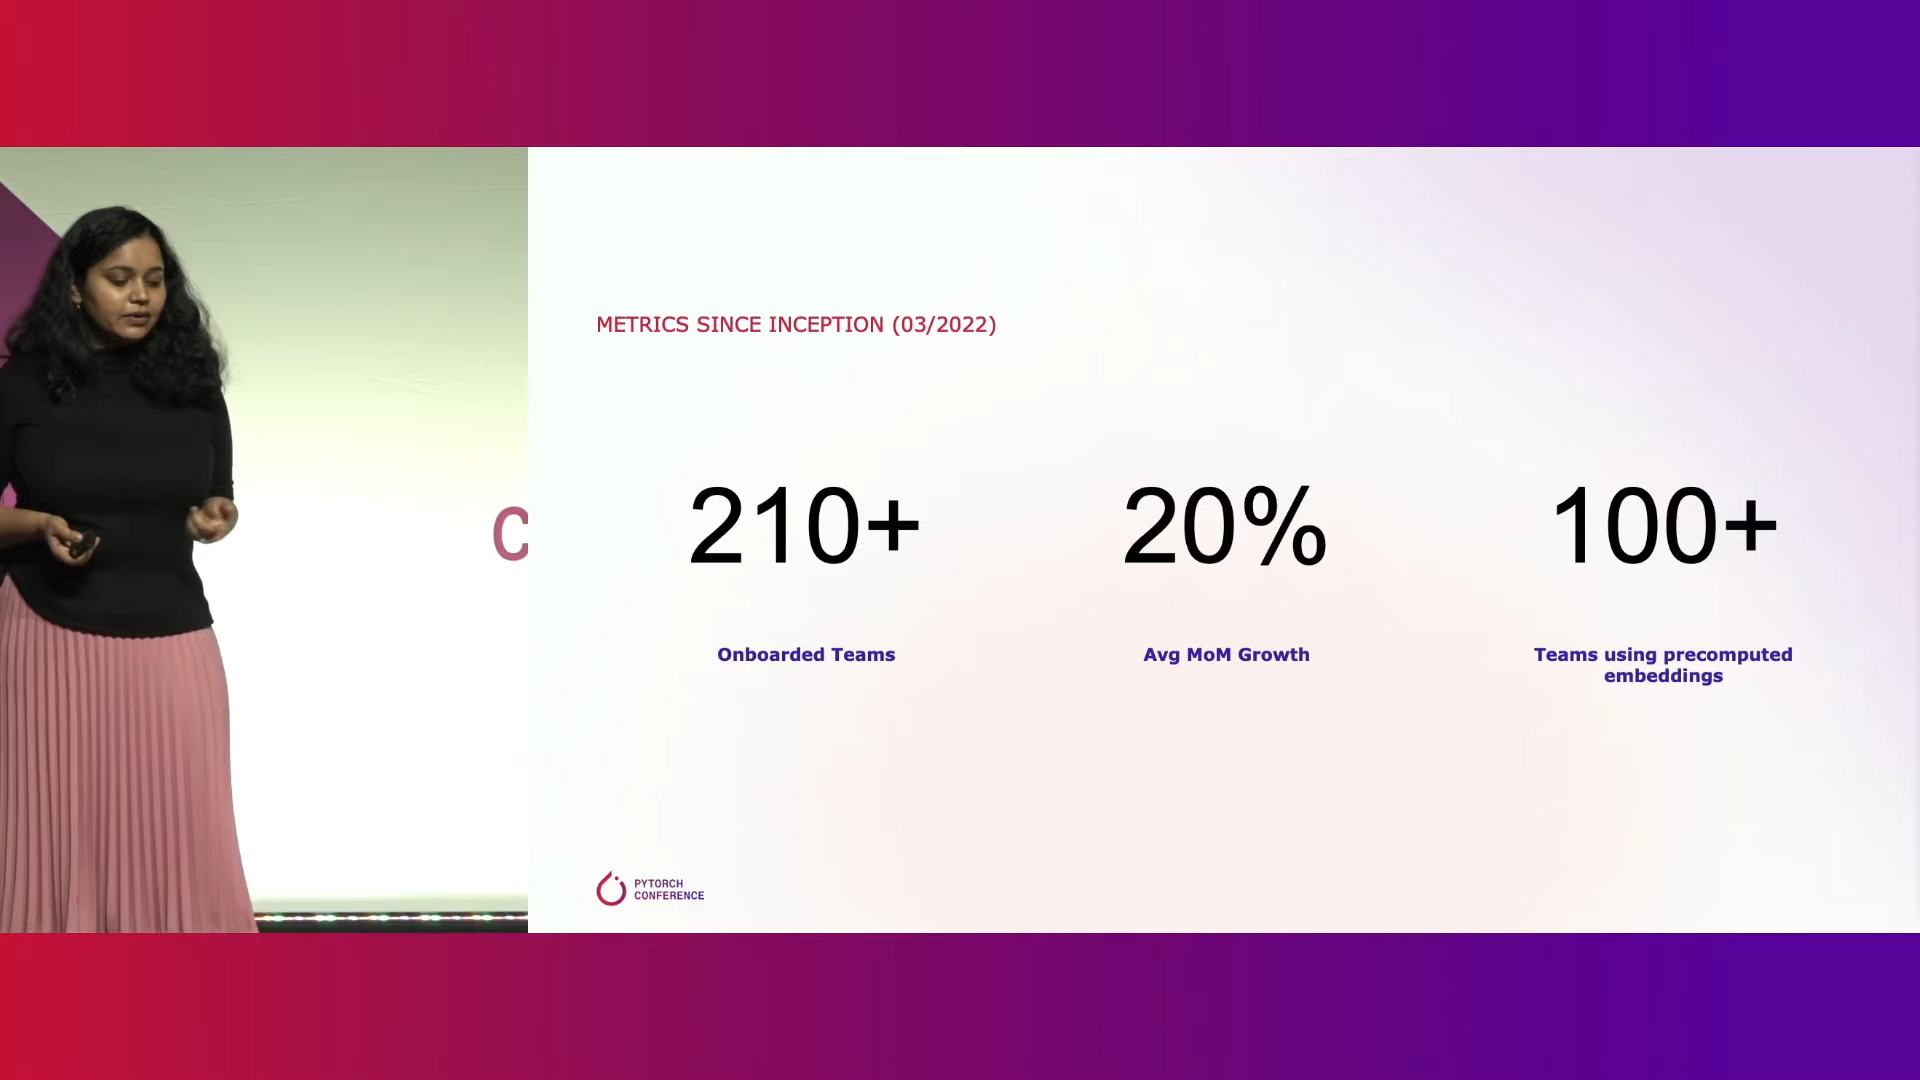 METRICS SINCE INCEPTION (03/2022)
210+
20%
100+
Onboarded Teams
Avg MoM Growth
Teams using precomputed
embeddings
PYTORCH
CONFERENCE
C